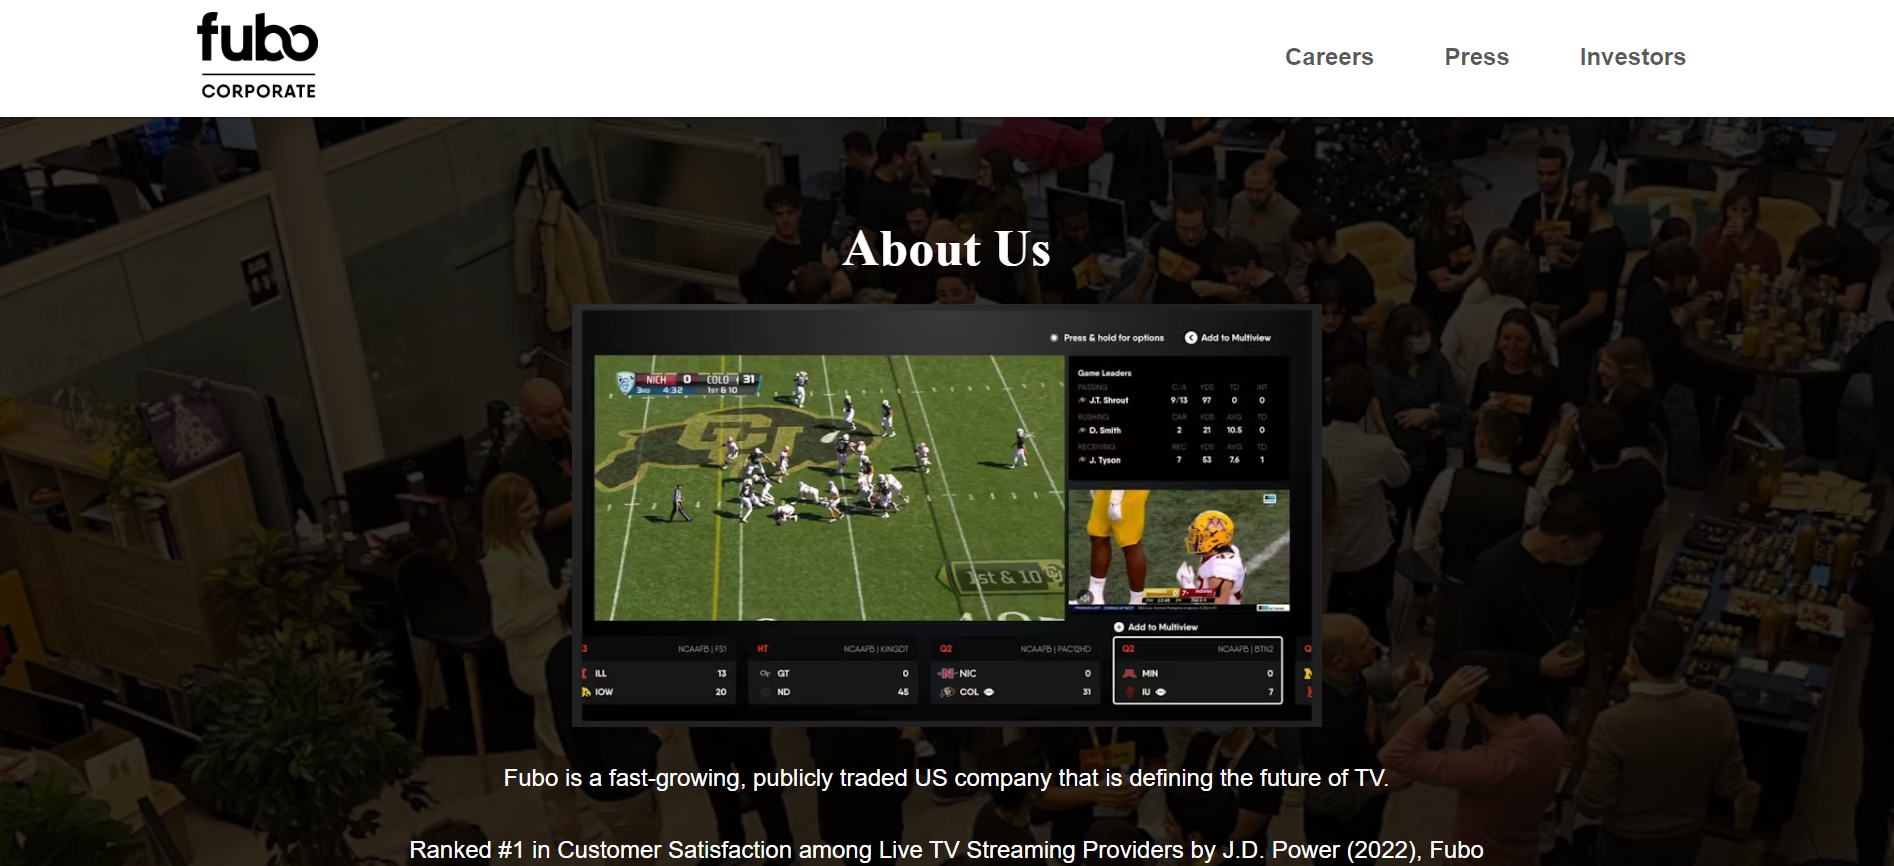 fubo
CORPORATE
Careers
Press
Investors
About Us
Press & hold for options
Add to Multiview
NICH 0 COLO 31
3RD 4:32 1ST & 10
1st & 10
Game Leaders
PASSING C/A YDS TD INT
J.T. Shrout 9/13 97 0 0
RUSHING CAR YDS AVG TD
D. Smith 2 21 10.5 0
RECEIVING REC YDS AVG TD
J. Tyson 7 53 7.6 1
Add to Multiview
3 NCAAFB | FS1
ILL 13
IOW 20
HT NCAAFB | KINGDT
GT 0
ND 45
Q2 NCAAFB | PAC12HD
NIC 0
COL 31
Q2 NCAAFB | BTN2
MIN 0
IU 7
Q
Fubo is a fast-growing, publicly traded US company that is defining the future of TV.
Ranked #1 in Customer Satisfaction among Live TV Streaming Providers by J.D. Power (2022), Fubo